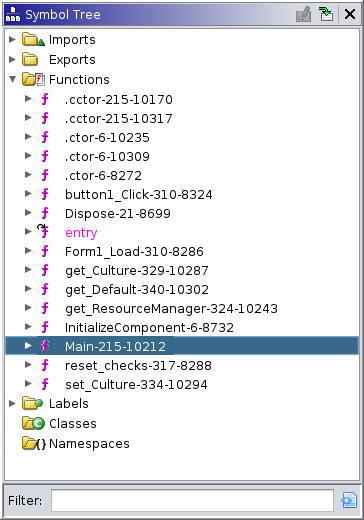 Symbol Tree
Imports
Exports
Functions
.cctor-215-10170
.cctor-215-10317
.ctor-6-10235
.ctor-6-10309
.ctor-6-8272
button1_Click-310-8324
Dispose-21-8699
entry
Form1_Load-310-8286
get_Culture-329-10287
get_Default-340-10302
get_ResourceManager-324-10243
InitializeComponent-6-8732
Main-215-10212
reset_checks-317-8288
set_Culture-334-10294
Labels
Classes
Namespaces
Filter: